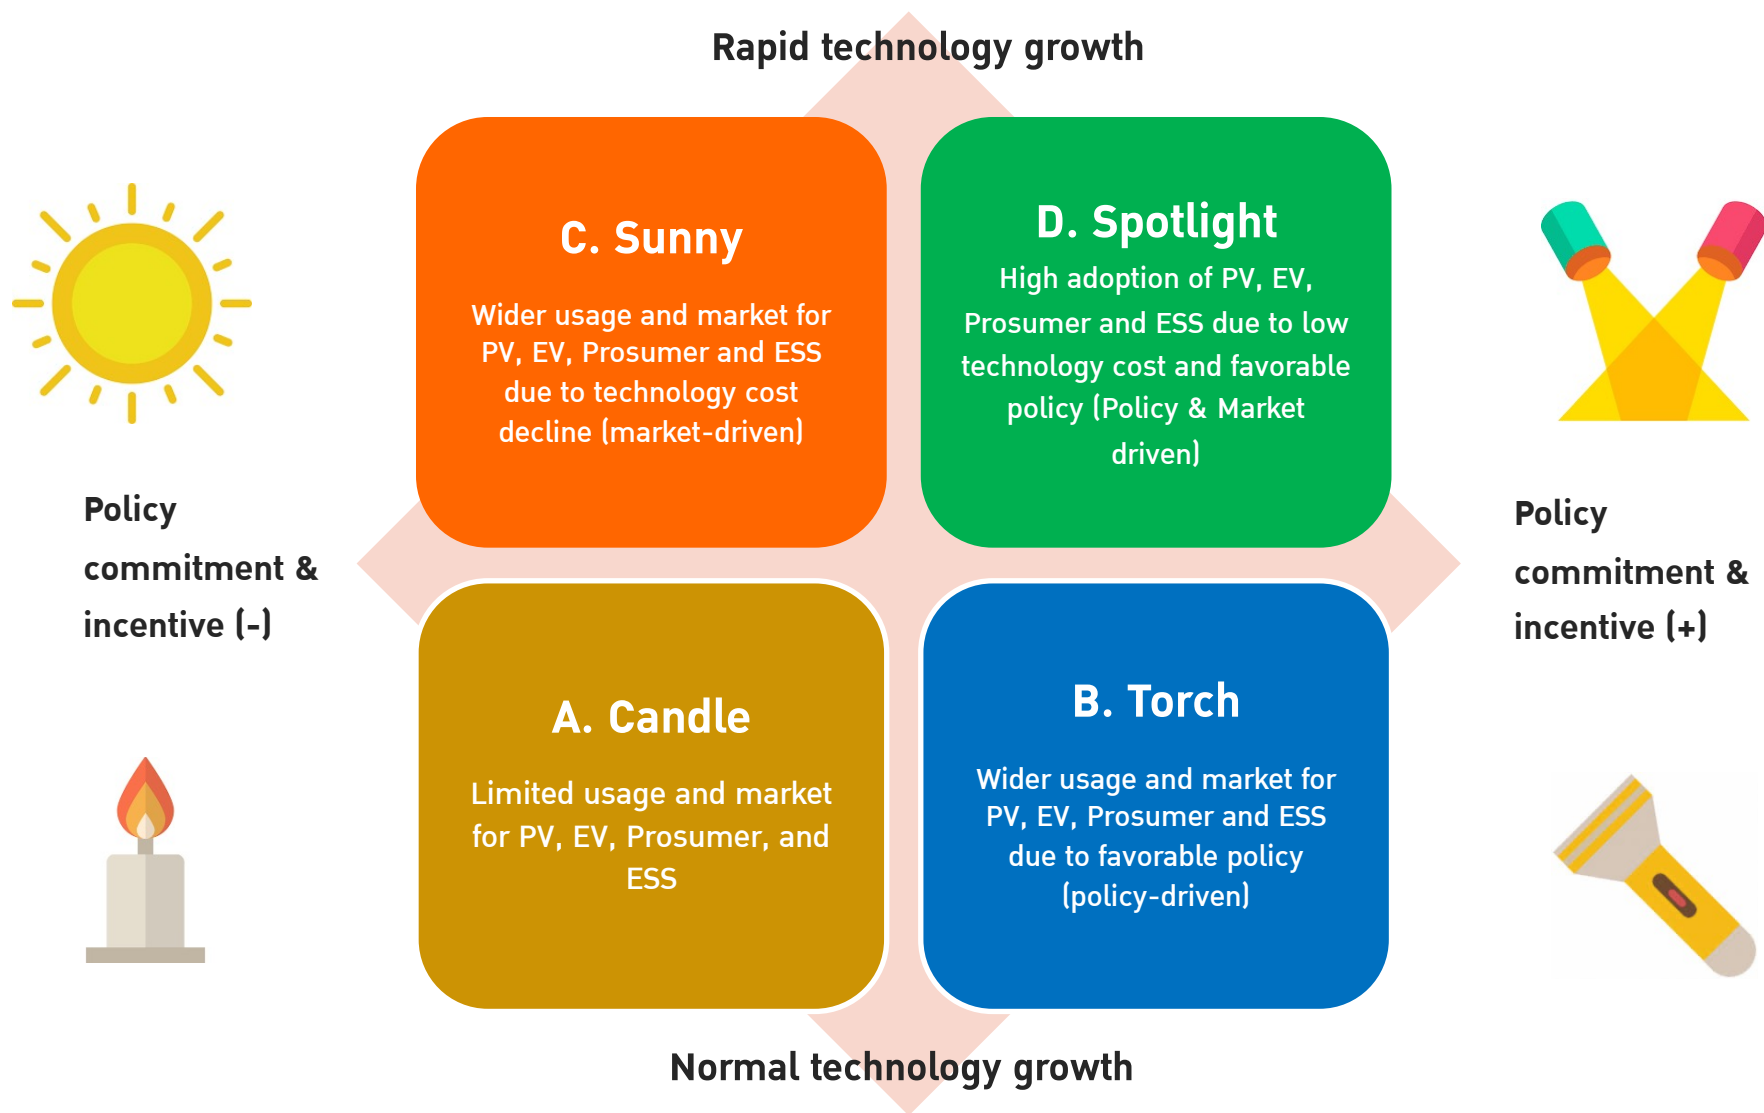 Rapid technology growth
C. Sunny
Wider usage and market for
PV, EV, Prosumer and ESS
due to technology cost
decline (market-driven)
D. Spotlight
High adoption of PV, EV,
Prosumer and ESS due to low
technology cost and favorable
policy (Policy & Market
driven)
Policy
commitment &
incentive (-)
Policy
commitment &
incentive (+)
A. Candle
Limited usage and market
for PV, EV, Prosumer, and
ESS
B. Torch
Wider usage and market for
PV, EV, Prosumer and ESS
due to favorable policy
(policy-driven)
Normal technology growth